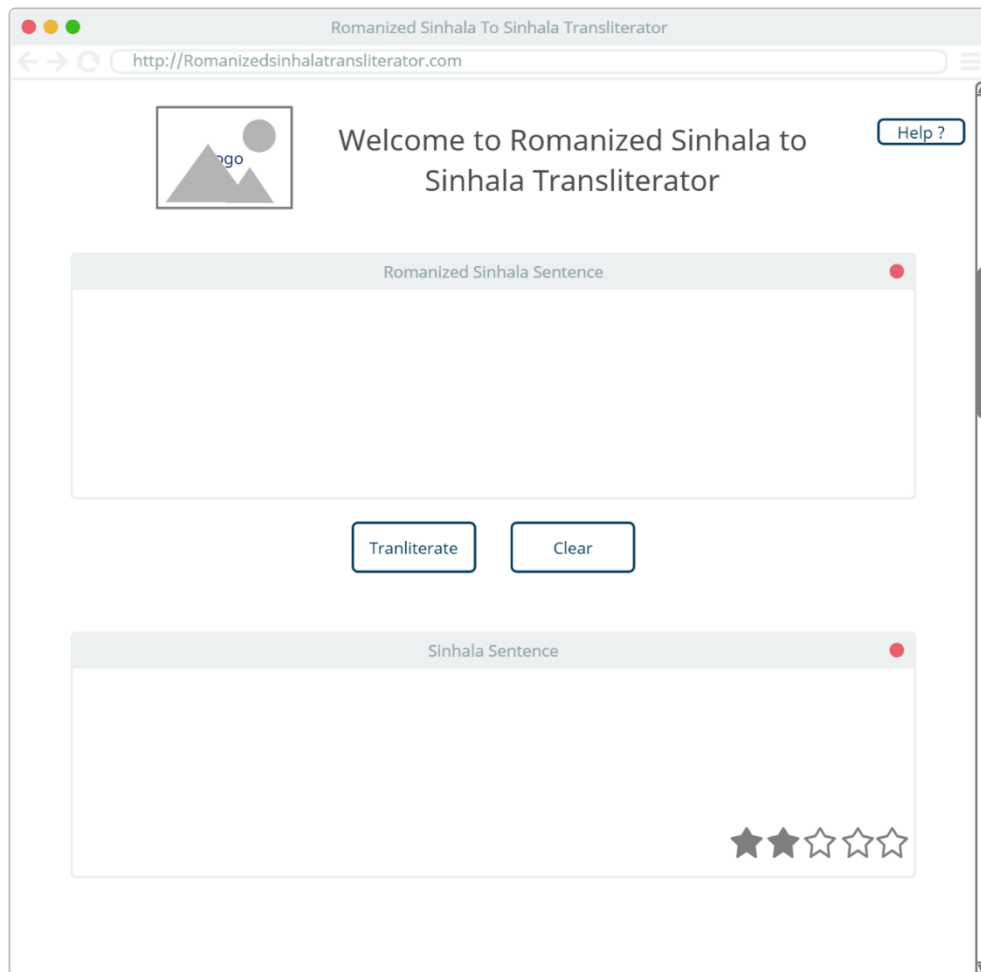 Romanized Sinhala To Sinhala Transliterator
http://Romanizedsinhalatransliterator.com
ogo
Welcome to Romanized Sinhala to
Sinhala Transliterator
Help ?
Romanized Sinhala Sentence
Tranliterate
Clear
Sinhala Sentence